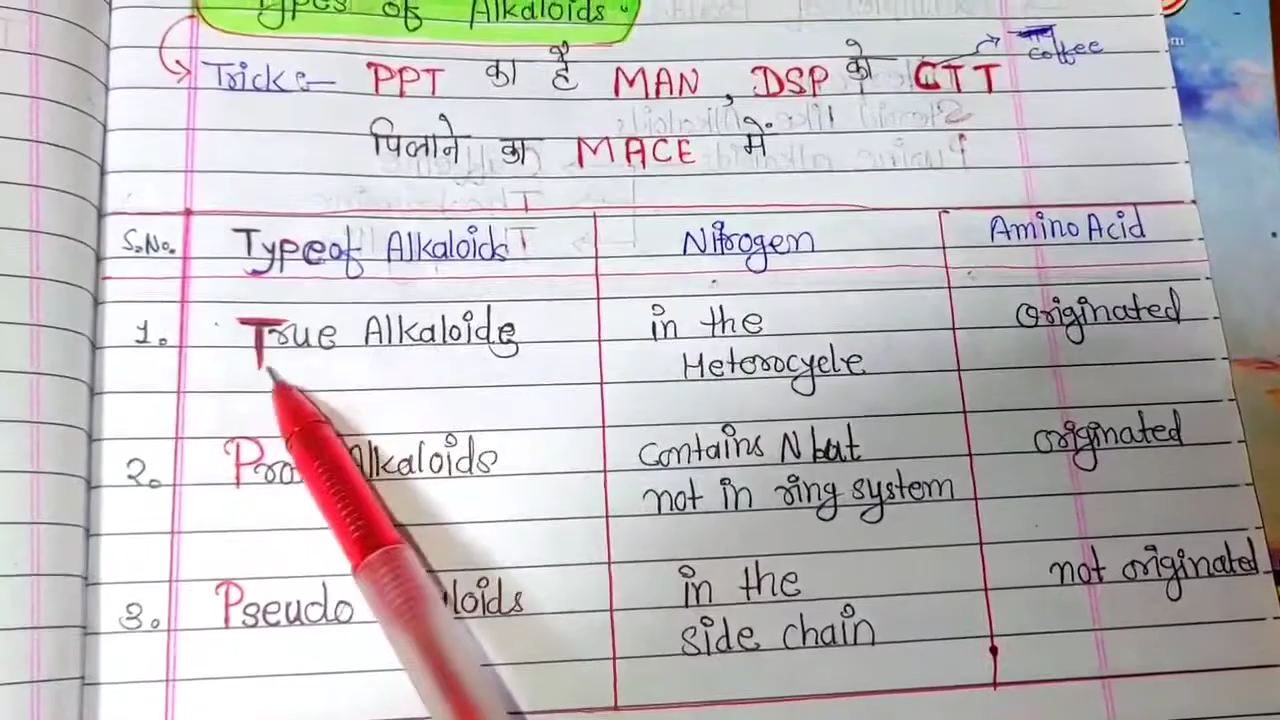 Types of Alkaloids
Trick:- PPT का है MAN, DSP को CTT coffee
पिलाने का MACE में
S.No. Type of Alkaloids Nitrogen Amino Acid
1. True Alkaloids in the originated
Heterocycle
2. Alkaloids contains N but originated
not in ring system
3. Pseudo in the not originated
side chain